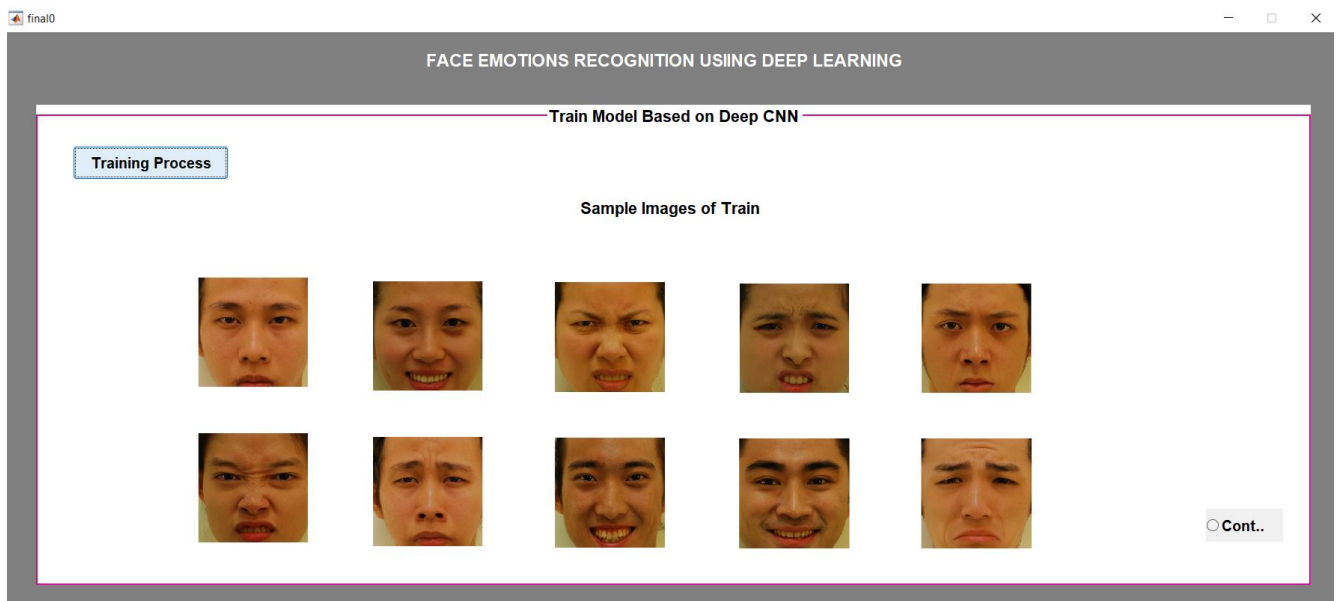 final0
FACE EMOTIONS RECOGNITION USIING DEEP LEARNING
Train Model Based on Deep CNN
Training Process
Sample Images of Train
Cont..